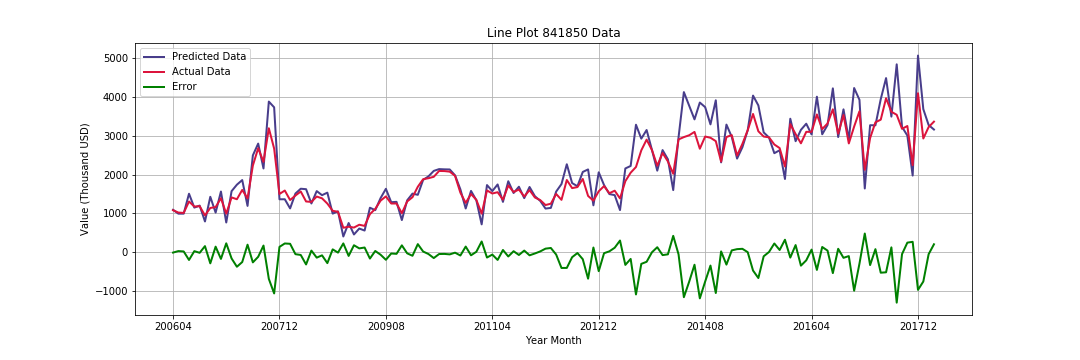 Line Plot 841850 Data
Predicted Data
Actual Data
Error
Value (Thousand USD)
5000
4000
3000
2000
1000
0
−1000
200604 200712 200908 201104 201212 201408 201604 201712
Year Month